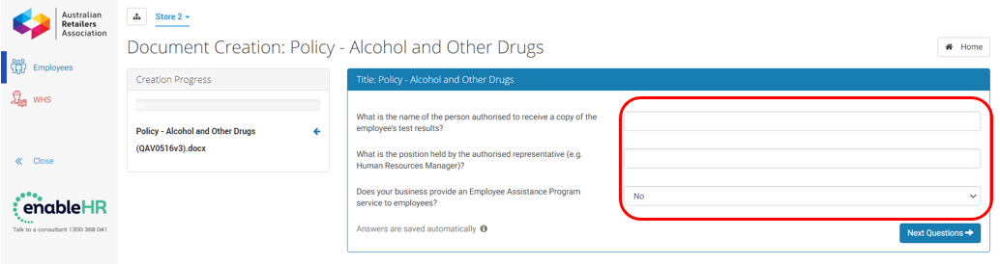 Australian
Retailers
Association
Store 2
Document Creation: Policy - Alcohol and Other Drugs
Home
Employees
WHS
Close
enableHR
Talk to a consultant 1300 368 041
Creation Progress
Policy - Alcohol and Other Drugs
(QAV0516v3).docx
Title: Policy - Alcohol and Other Drugs
What is the name of the person authorised to receive a copy of the
employee's test results?
What is the position held by the authorised representative (e.g.
Human Resources Manager)?
Does your business provide an Employee Assistance Program
service to employees?
No
Answers are saved automatically
Next Questions